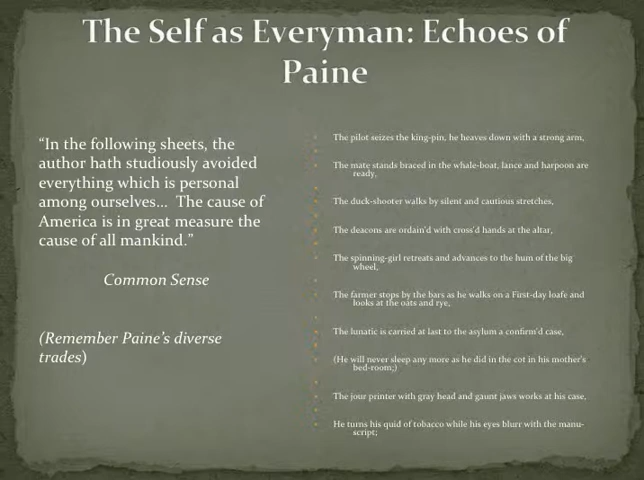 The Self as Everyman: Echoes of
Paine
“In the following sheets, the
author hath studiously avoided
everything which is personal
among ourselves… The cause of
America is in great measure the
cause of all mankind.”
Common Sense
(Remember Paine’s diverse
trades)
The pilot seizes the king-pin, he heaves down with a strong arm,
The mate stands braced in the whale-boat, lance and harpoon are
ready,
The duck-shooter walks by silent and cautious stretches,
The deacons are ordain’d with cross’d hands at the altar,
The spinning-girl retreats and advances to the hum of the big
wheel,
The farmer stops by the bars as he walks on a First-day loafe and
looks at the oats and rye,
The lunatic is carried at last to the asylum a confirm’d case,
(He will never sleep any more as he did in the cot in his mother’s
bed-room;)
The jour printer with gray head and gaunt jaws works at his case,
He turns his quid of tobacco while his eyes blurr with the manu-
script;